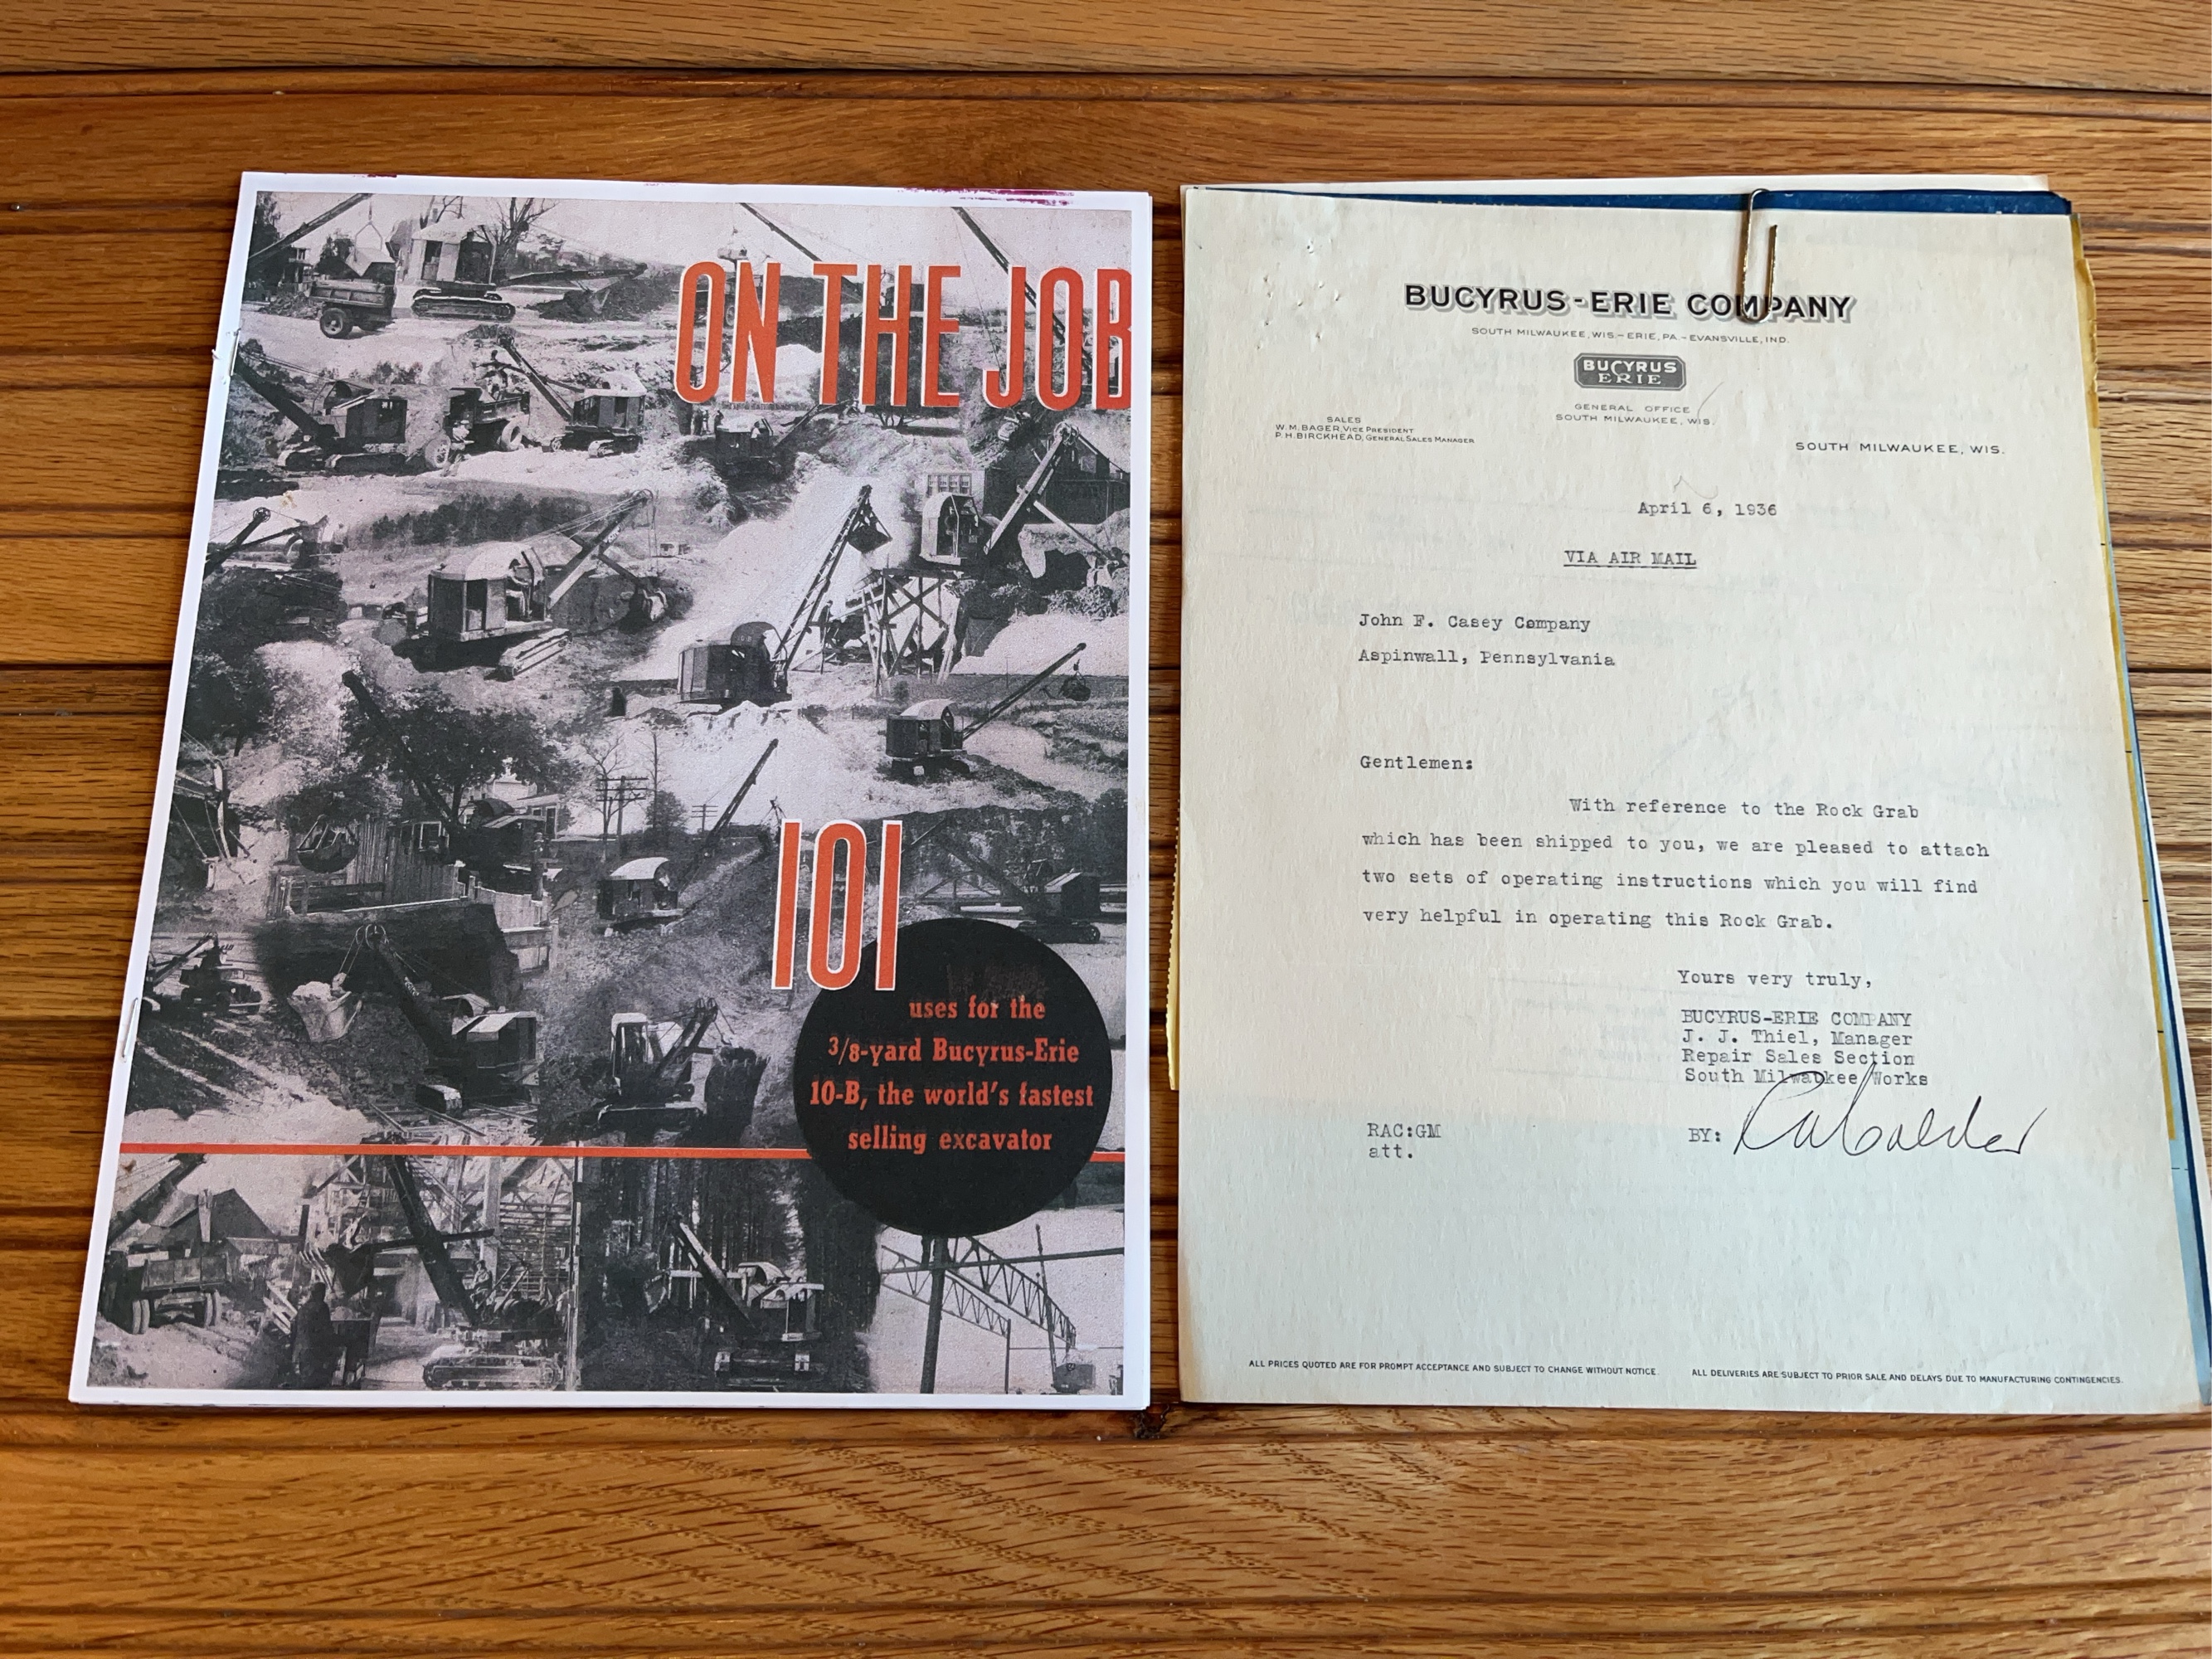 ON THE JOB
101
uses for the
3/8-yard Bucyrus-Erie
10-B, the world's fastest
selling excavator
BUCYRUS-ERIE COMPANY
SOUTH MILWAUKEE, WIS.-ERIE, PA.-EVANSVILLE, IND.
BUCYRUS
ERIE
GENERAL OFFICE
SOUTH MILWAUKEE, WIS.
SALES
W. M. BAGER, VICE PRESIDENT
P. H. BIRCKHEAD, GENERAL SALES MANAGER
SOUTH MILWAUKEE, WIS.
April 6, 1936
VIA AIR MAIL
John F. Casey Company
Aspinwall, Pennsylvania
Gentlemen:
With reference to the Rock Grab
which has been shipped to you, we are pleased to attach
two sets of operating instructions which you will find
very helpful in operating this Rock Grab.
Yours very truly,
BUCYRUS-ERIE COMPANY
J. J. Thiel, Manager
Repair Sales Section
South Milwaukee Works
RAC:GM
att.
BY:
ALL PRICES QUOTED ARE FOR PROMPT ACCEPTANCE AND SUBJECT TO CHANGE WITHOUT NOTICE.
ALL DELIVERIES ARE SUBJECT TO PRIOR SALE AND DELAYS DUE TO MANUFACTURING CONTINGENCIES.